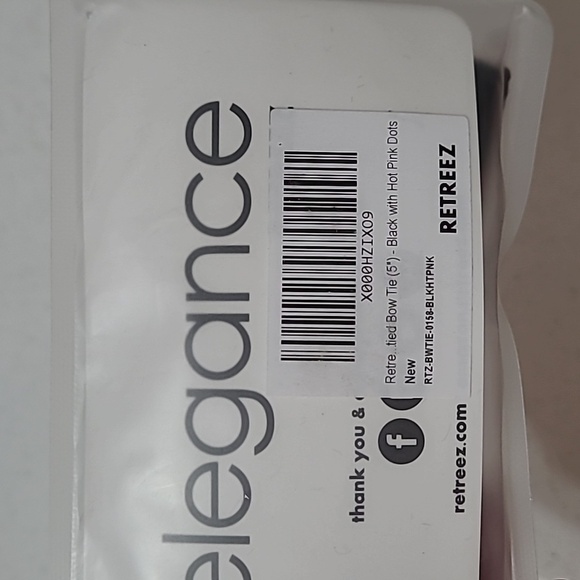 elegance
X000HZIXO9
Retre...tied Bow Tie (5") - Black with Hot Pink Dots
New
RTZ-BWTIE-0158-BLKHTPNK
RETREEZ
thank you &
f
retreez.com